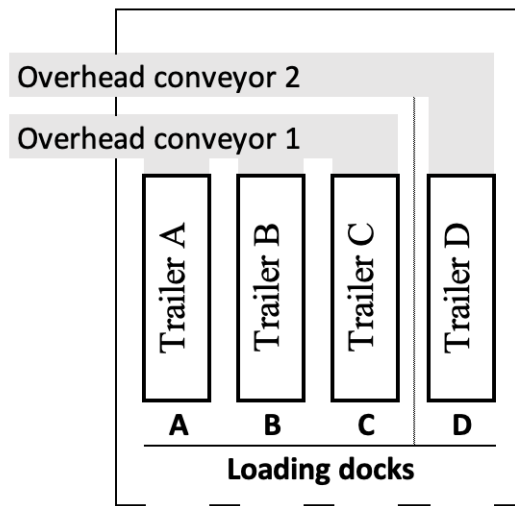 Overhead conveyor 2
Overhead conveyor 1
Trailer A
Trailer B
Trailer C
Trailer D
A
B
C
D
Loading docks